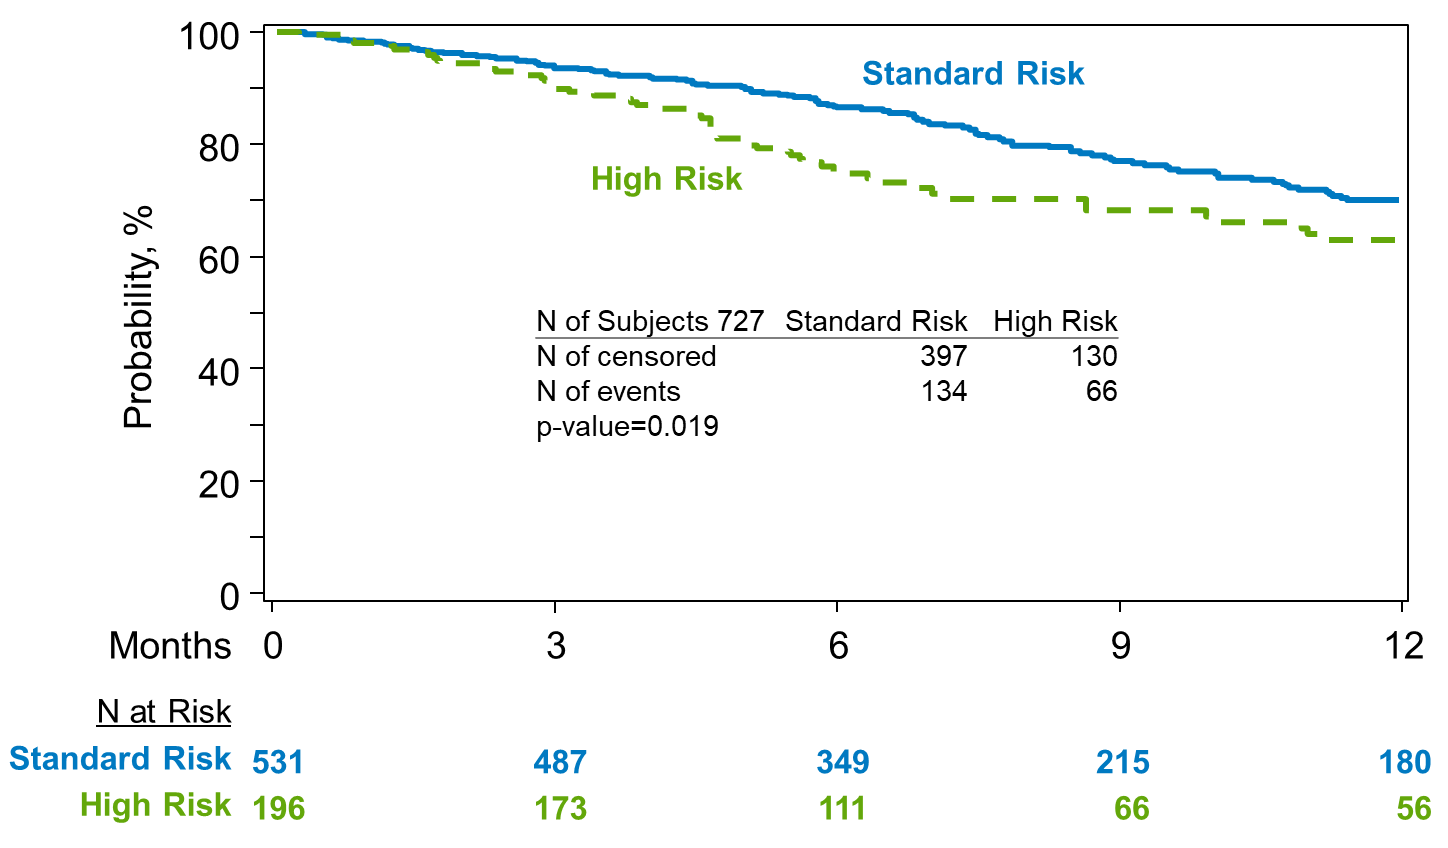 100
80
60
40
20
0
Probability, %
Standard Risk
High Risk
N of Subjects 727 Standard Risk High Risk
N of censored 397 130
N of events 134 66
p-value=0.019
Months 0 3 6 9 12
N at Risk
Standard Risk 531 487 349 215 180
High Risk 196 173 111 66 56